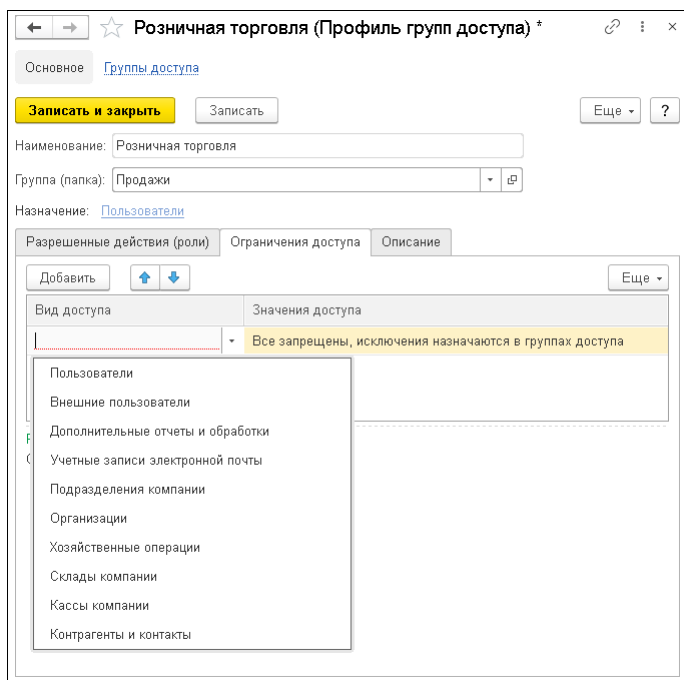 Розничная торговля (Профиль групп доступа) *
Основное Группы доступа
Записать и закрыть Записать Еще ?
Наименование: Розничная торговля
Группа (папка): Продажи
Назначение: Пользователи
Разрешенные действия (роли) Ограничения доступа Описание
Добавить Еще
Вид доступа Значения доступа
Все запрещены, исключения назначаются в группах доступа
Пользователи
Внешние пользователи
Дополнительные отчеты и обработки
Учетные записи электронной почты
Подразделения компании
Организации
Хозяйственные операции
Склады компании
Кассы компании
Контрагенты и контакты